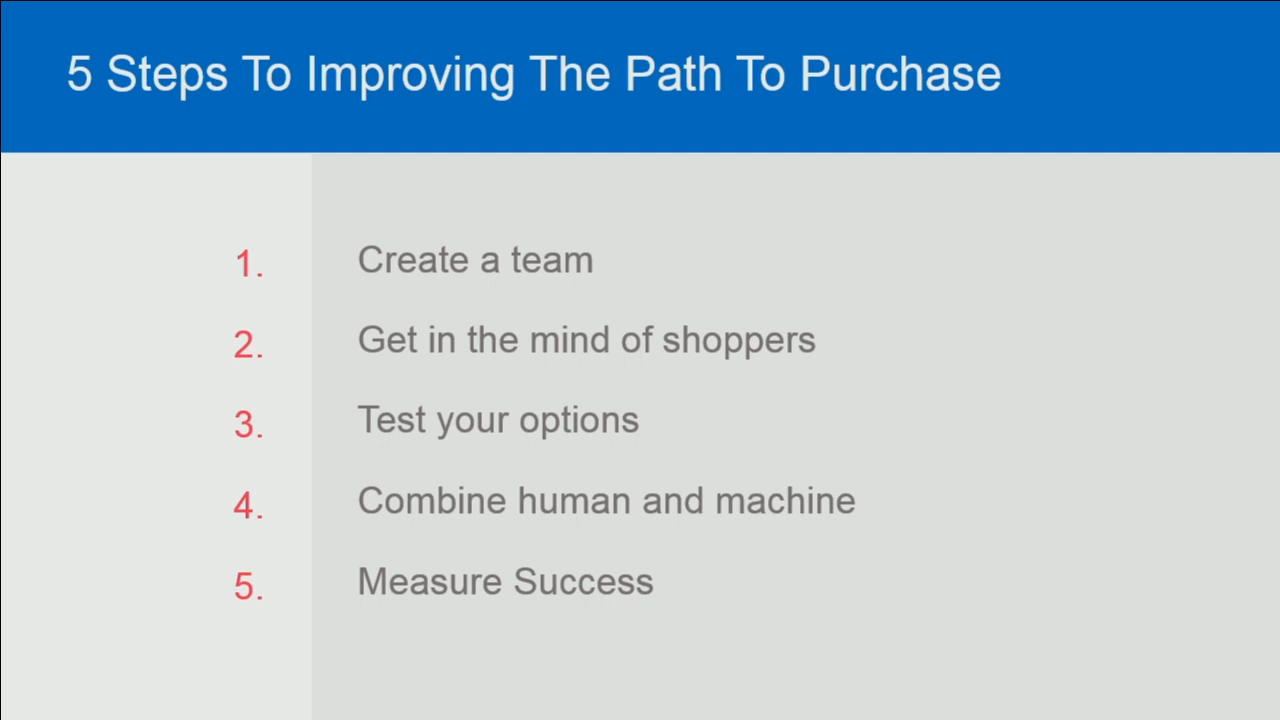 5 Steps To Improving The Path To Purchase
1. Create a team
2. Get in the mind of shoppers
3. Test your options
4. Combine human and machine
5. Measure Success